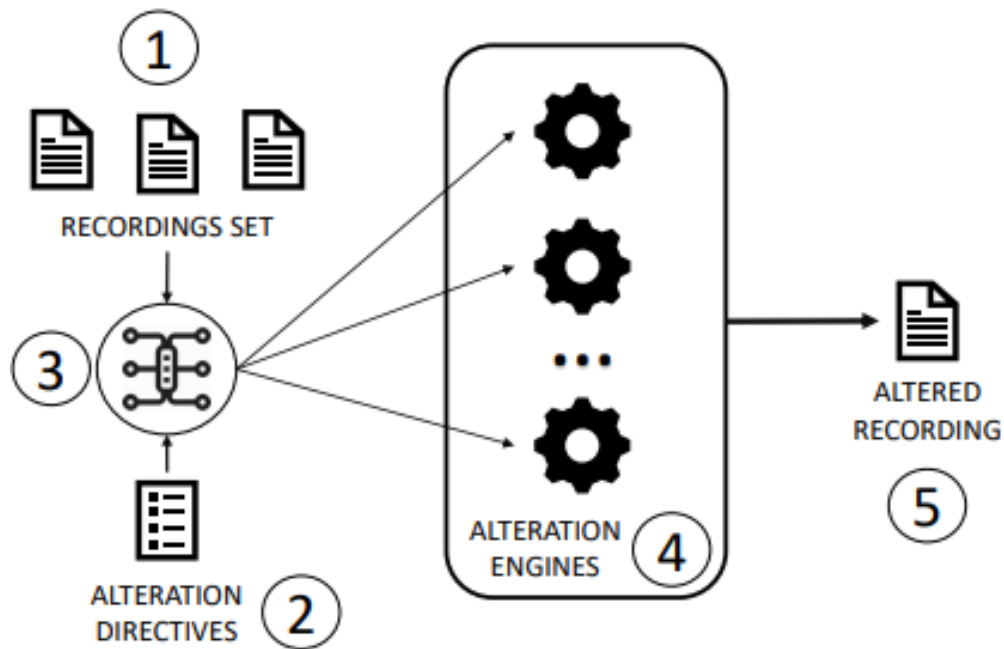 1
RECORDINGS SET
3
ALTERATION
DIRECTIVES
2
...
ALTERATION
ENGINES
4
ALTERED
RECORDING
5